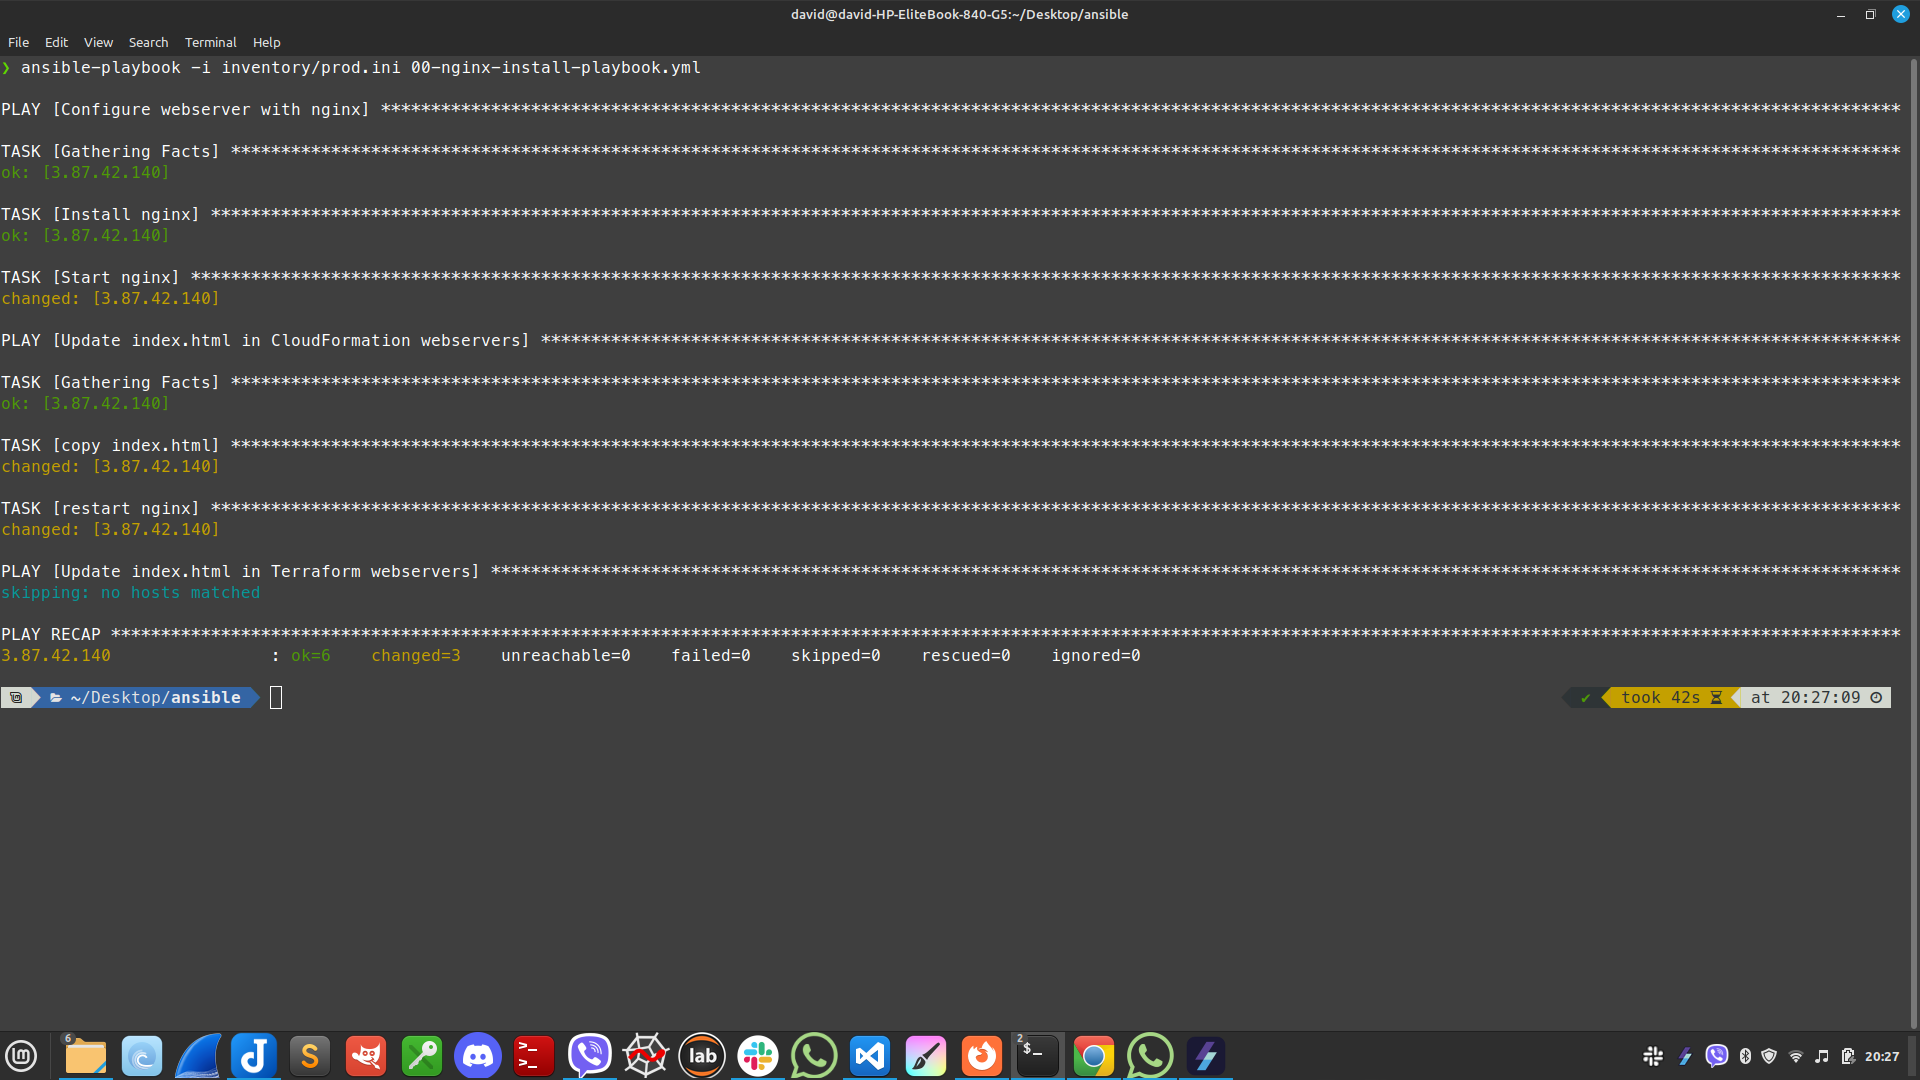 david@david-HP-EliteBook-840-G5:~/Desktop/ansible
File Edit View Search Terminal Help
❯ ansible-playbook -i inventory/prod.ini 00-nginx-install-playbook.yml
PLAY [Configure webserver with nginx] ********************************************************************************************************************************************************
TASK [Gathering Facts] ***********************************************************************************************************************************************************************
ok: [3.87.42.140]
TASK [Install nginx] *************************************************************************************************************************************************************************
ok: [3.87.42.140]
TASK [Start nginx] ***************************************************************************************************************************************************************************
changed: [3.87.42.140]
PLAY [Update index.html in CloudFormation webservers] ****************************************************************************************************************************************
TASK [Gathering Facts] ***********************************************************************************************************************************************************************
ok: [3.87.42.140]
TASK [copy index.html] ***********************************************************************************************************************************************************************
changed: [3.87.42.140]
TASK [restart nginx] *************************************************************************************************************************************************************************
changed: [3.87.42.140]
PLAY [Update index.html in Terraform webservers] *********************************************************************************************************************************************
skipping: no hosts matched
PLAY RECAP ***********************************************************************************************************************************************************************************
3.87.42.140                : ok=6    changed=3    unreachable=0    failed=0    skipped=0    rescued=0    ignored=0
~/Desktop/ansible ✔ took 42s at 20:27:09
6 S >_ lab 2 $_ 20:27